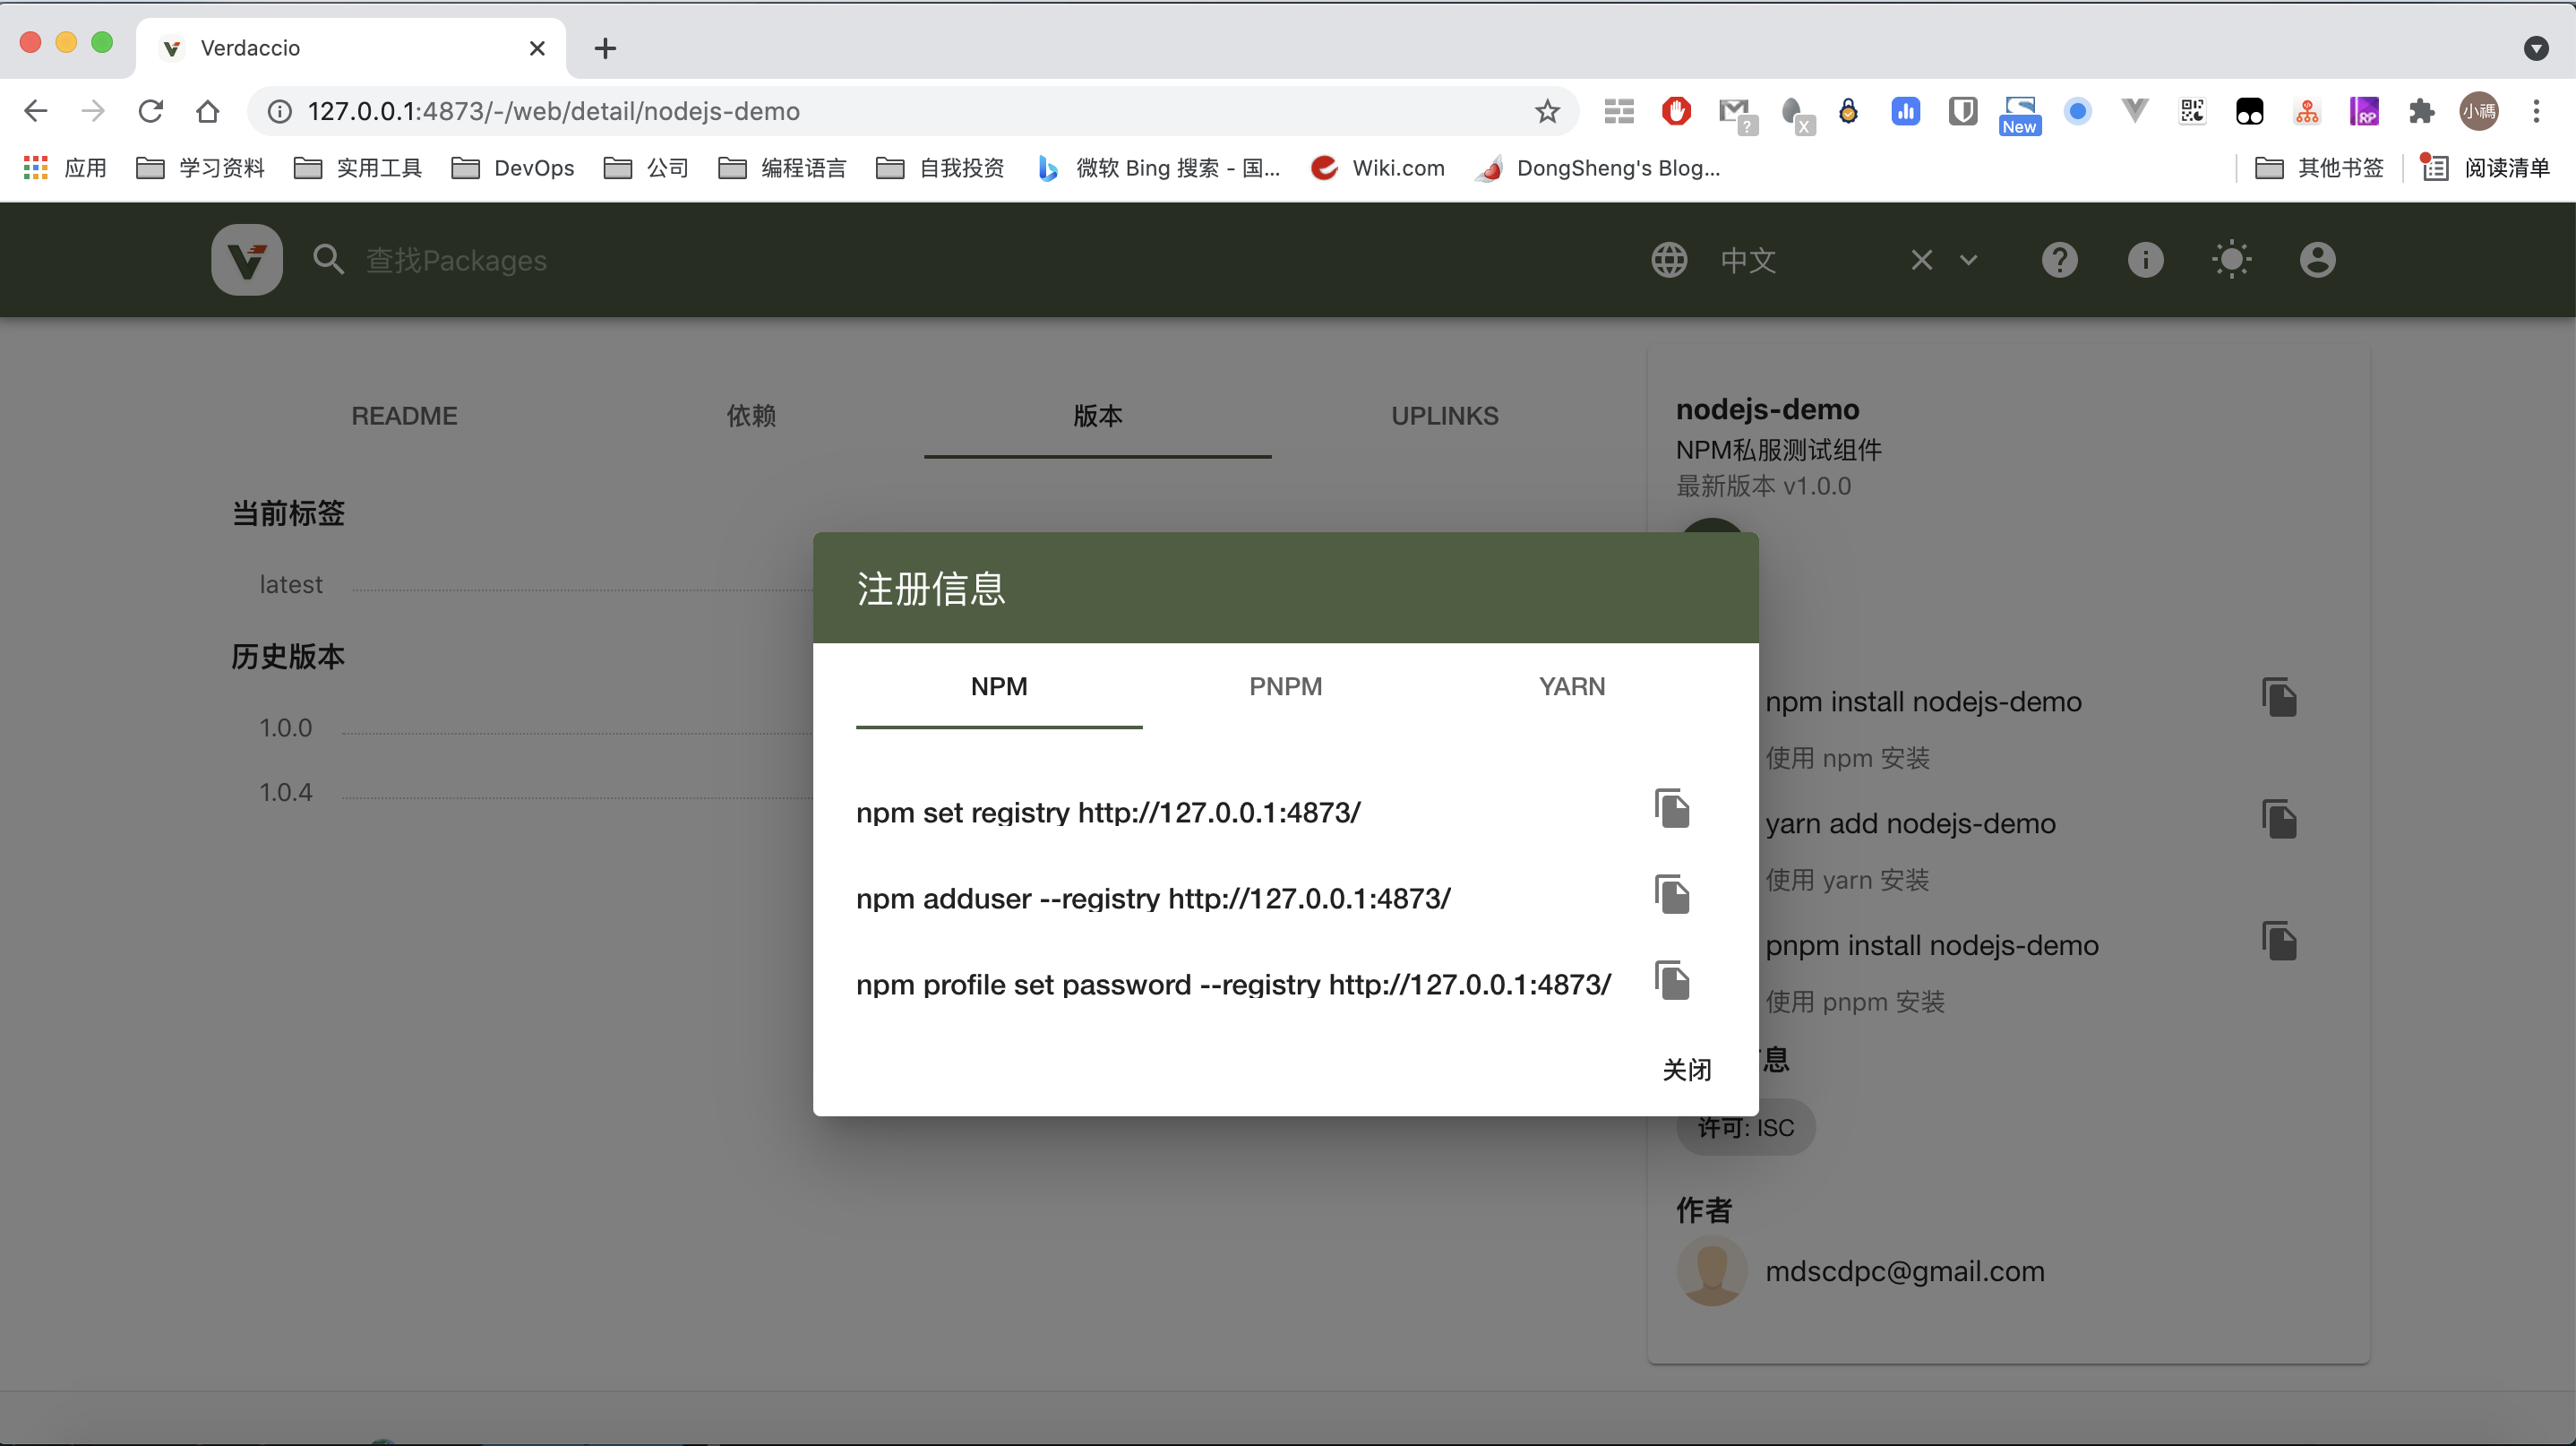 Verdaccio
127.0.0.1:4873/-/web/detail/nodejs-demo
New
RP
小禤
应用
学习资料
实用工具
DevOps
公司
编程语言
自我投资
微软 Bing 搜索 - 国...
Wiki.com
DongSheng's Blog...
其他书签
阅读清单
查找Packages
中文
README
依赖
版本
UPLINKS
当前标签
latest
历史版本
1.0.0
1.0.4
注册信息
NPM
PNPM
YARN
npm set registry http://127.0.0.1:4873/
npm adduser --registry http://127.0.0.1:4873/
npm profile set password --registry http://127.0.0.1:4873/
关闭
nodejs-demo
NPM私服测试组件
最新版本 v1.0.0
npm install nodejs-demo
使用 npm 安装
yarn add nodejs-demo
使用 yarn 安装
pnpm install nodejs-demo
使用 pnpm 安装
息
许可: ISC
作者
mdscdpc@gmail.com